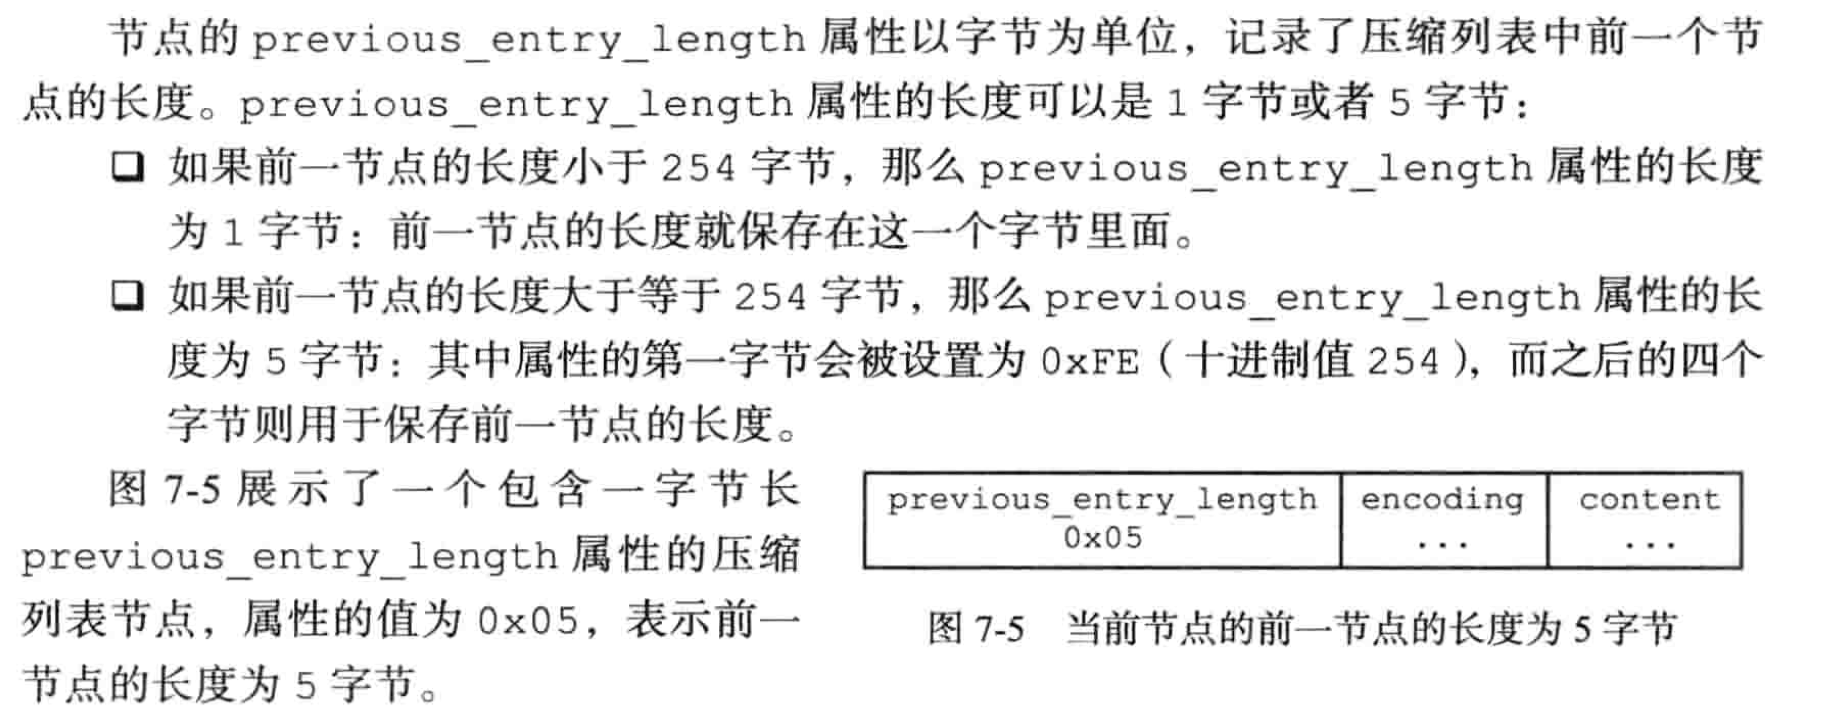 节点的 previous_entry_length 属性以字节为单位，记录了压缩列表中前一个节
点的长度。previous_entry_length 属性的长度可以是 1 字节或者 5 字节：
❑ 如果前一节点的长度小于 254 字节，那么 previous_entry_length 属性的长度
为 1 字节：前一节点的长度就保存在这一个字节里面。
❑ 如果前一节点的长度大于等于 254 字节，那么 previous_entry_length 属性的长
度为 5 字节：其中属性的第一字节会被设置为 0xFE（十进制值 254），而之后的四个
字节则用于保存前一节点的长度。
图 7-5 展示了一个包含一字节长
previous_entry_length 属性的压缩
列表节点，属性的值为 0x05，表示前一
节点的长度为 5 字节。
previous_entry_length encoding content
0x05 ... ...
图 7-5 当前节点的前一节点的长度为 5 字节